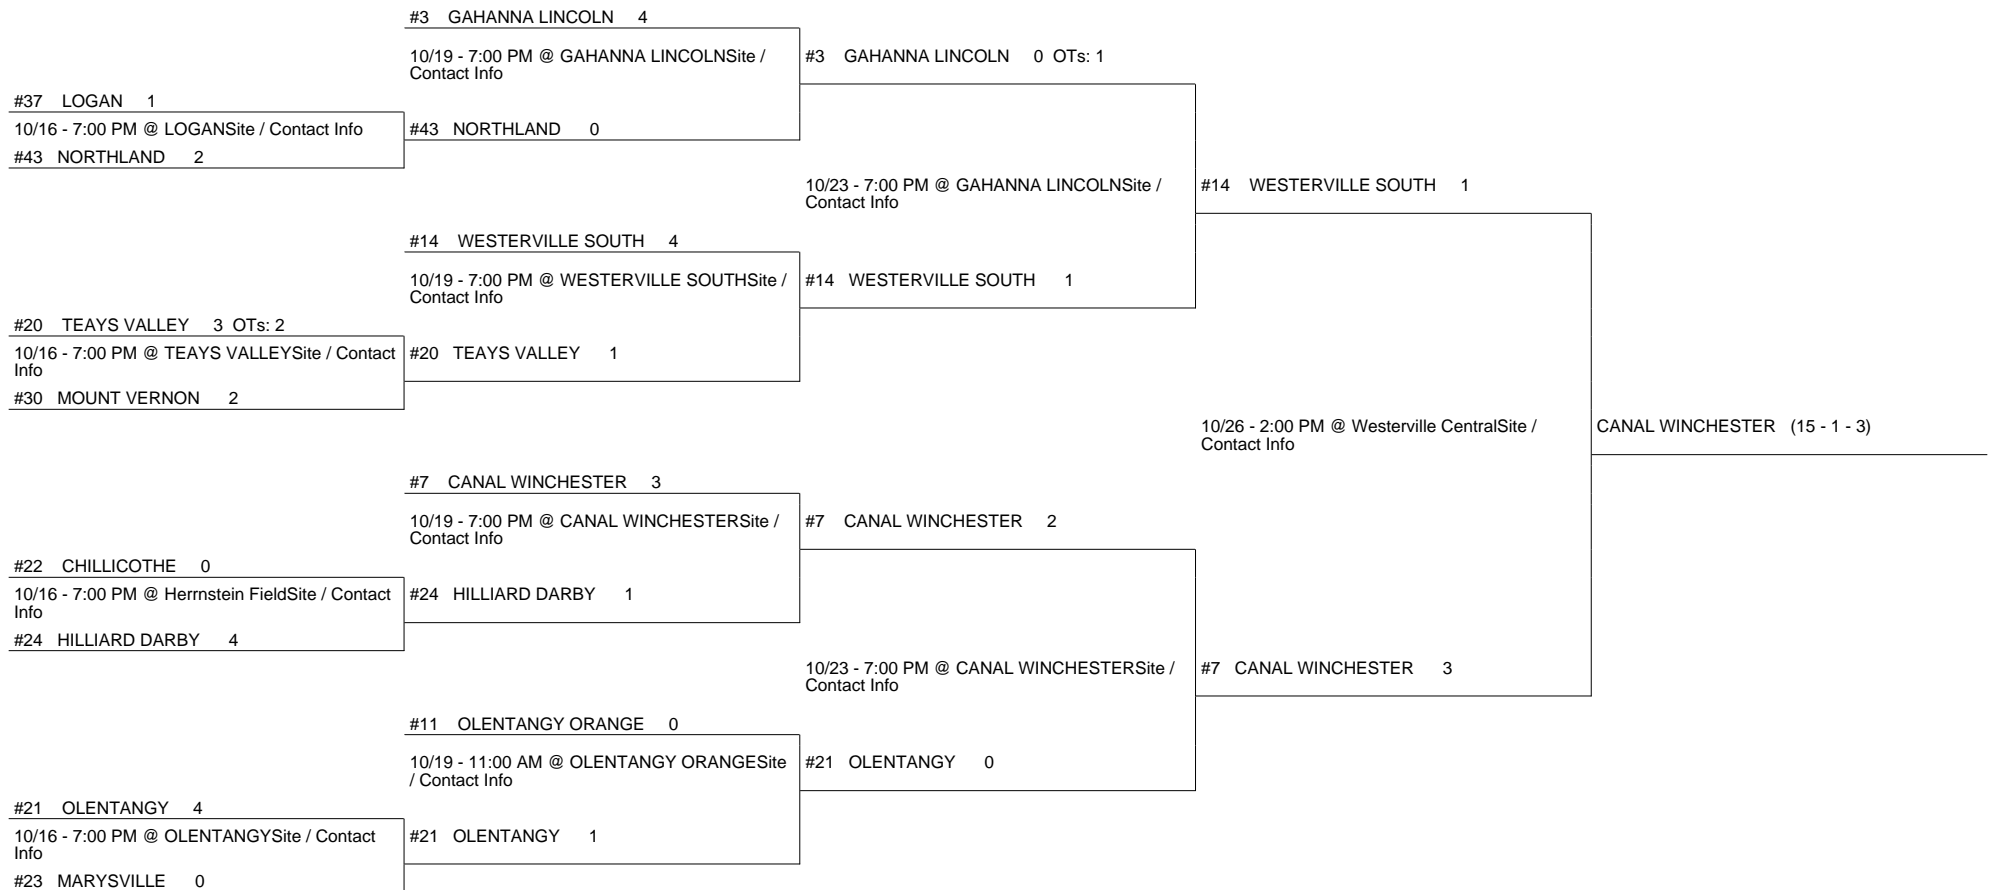 #3 GAHANNA LINCOLN 4
10/19 - 7:00 PM @ GAHANNA LINCOLNSite /
Contact Info
#3 GAHANNA LINCOLN 0 OTs: 1
#37 LOGAN 1
10/16 - 7:00 PM @ LOGANSite / Contact Info
#43 NORTHLAND 0
#43 NORTHLAND 2
10/23 - 7:00 PM @ GAHANNA LINCOLNSite /
Contact Info
#14 WESTERVILLE SOUTH 1
#14 WESTERVILLE SOUTH 4
10/19 - 7:00 PM @ WESTERVILLE SOUTHSite /
Contact Info
#14 WESTERVILLE SOUTH 1
#20 TEAYS VALLEY 3 OTs: 2
10/16 - 7:00 PM @ TEAYS VALLEYSite / Contact
Info
#20 TEAYS VALLEY 1
#30 MOUNT VERNON 2
10/26 - 2:00 PM @ Westerville CentralSite /
Contact Info
CANAL WINCHESTER (15 - 1 - 3)
#7 CANAL WINCHESTER 3
10/19 - 7:00 PM @ CANAL WINCHESTERSite /
Contact Info
#7 CANAL WINCHESTER 2
#22 CHILLICOTHE 0
10/16 - 7:00 PM @ Herrnstein FieldSite / Contact
Info
#24 HILLIARD DARBY 1
#24 HILLIARD DARBY 4
10/23 - 7:00 PM @ CANAL WINCHESTERSite /
Contact Info
#7 CANAL WINCHESTER 3
#11 OLENTANGY ORANGE 0
10/19 - 11:00 AM @ OLENTANGY ORANGESite
/ Contact Info
#21 OLENTANGY 0
#21 OLENTANGY 4
10/16 - 7:00 PM @ OLENTANGYSite / Contact
Info
#21 OLENTANGY 1
#23 MARYSVILLE 0